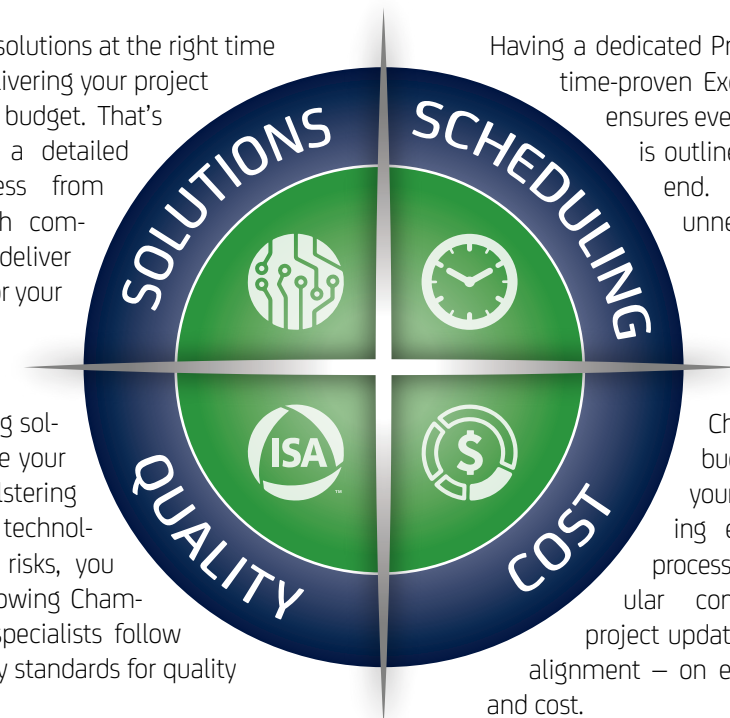 solutions at the right time
livering your project
budget. That's
a detailed
ess from
h com-
deliver
or your
SOLUTIONS
Having a dedicated Pr
time-proven Exe
ensures eve
is outline
end.
unne
SCHEDULING
g sol-
e your
lstering
technol-
risks, you
owing Cham-
specialists follow
y standards for quality
QUALITY
ISA
™
$
COST
Ch
bu
your
ing e
process
ular con
project updat
alignment – on e
and cost.